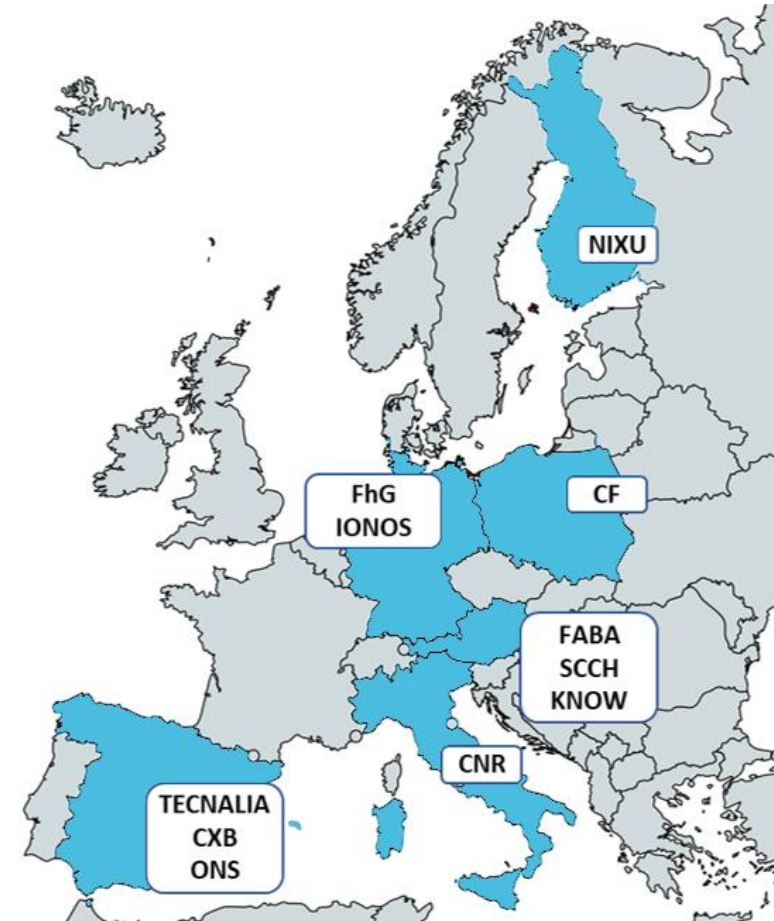 NIXU
FhG
IONOS
CF
FABA
SCCH
KNOW
CNR
TECNALIA
CXB
ONS